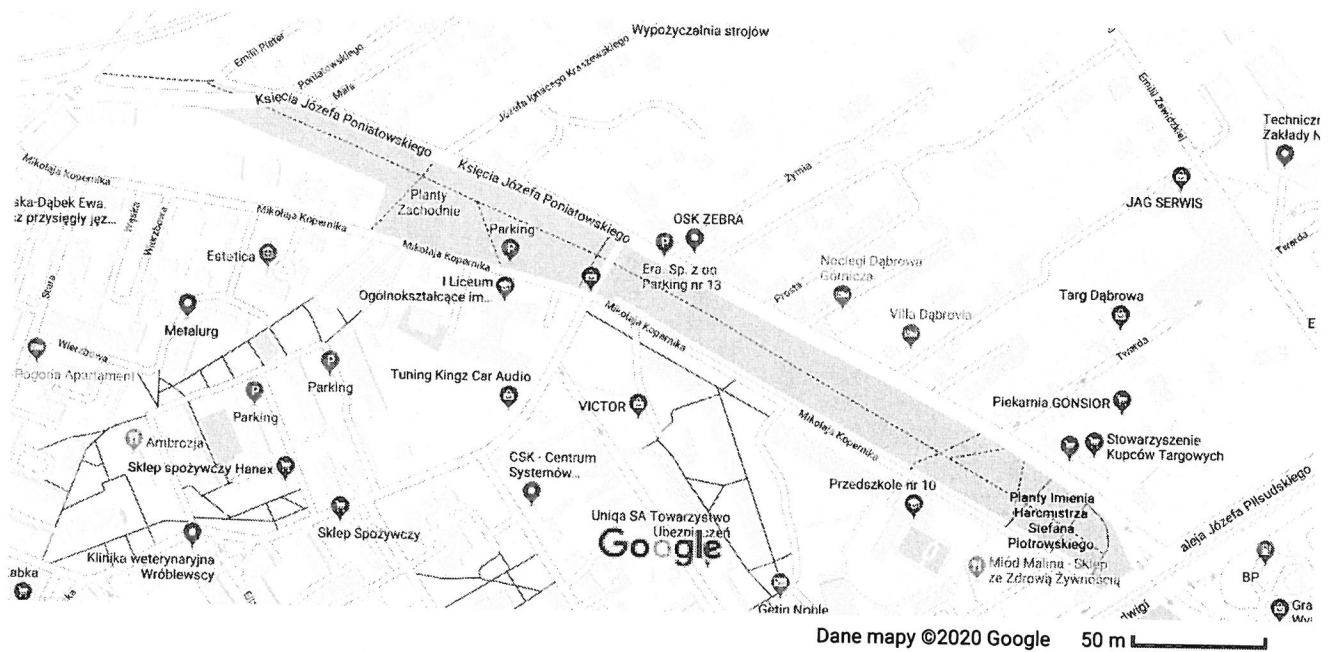 Wypożyczalnia strojów
Emilii Plater
Poniatowskiego
Mała
Józefa Ignacego Kraszewskiego
Emilii Zawidzkiej
Księcia Józefa Poniatowskiego
Księcia Józefa Poniatowskiego
Techniczn
Zakłady N
Mikołaja Kopernika
Żymia
JAG SERWIS
ska-Dąbek Ewa.
z przysięgły jęz...
Wąska
Wierzbowa
Mikołaja Kopernika
Planty
Zachodnie
OSK ZEBRA
Parking
Mikołaja Kopernika
Twarda
Estetica
I Liceum
Ogólnokształcące im...
Era. Sp. z oo
Parking nr 13
Noclegi Dąbrowa
Górnicza
Prosta
Stara
Metalurg
Mikołaja Kopernika
Villa Dąbrovia
Targ Dąbrowa
E
Wierzbowa
Twarda
Pogoria Apartament
Parking
Tuning Kingz Car Audio
Parking
VICTOR
Piekarnia GONSIOR
Mikołaja Kopernika
Ambrozja
Stowarzyszenie
Kupców Targowych
Sklep spożywczy Hanex
CSK - Centrum
Systemów...
Przedszkole nr 10
Planty Imienia
Harcmistrza
Stefana
Piotrowskiego
aleja Józefa Piłsudskiego
Sklep Spożywczy
Uniqa SA Towarzystwo
Ubezpieczeń
Google
Klinika weterynaryjna
Wróblewscy
Miód Malina - Sklep
ze Zdrową Żywnością
BP
abka
Getin Noble
dwigi
Gra
Dane mapy ©2020 Google 50 m